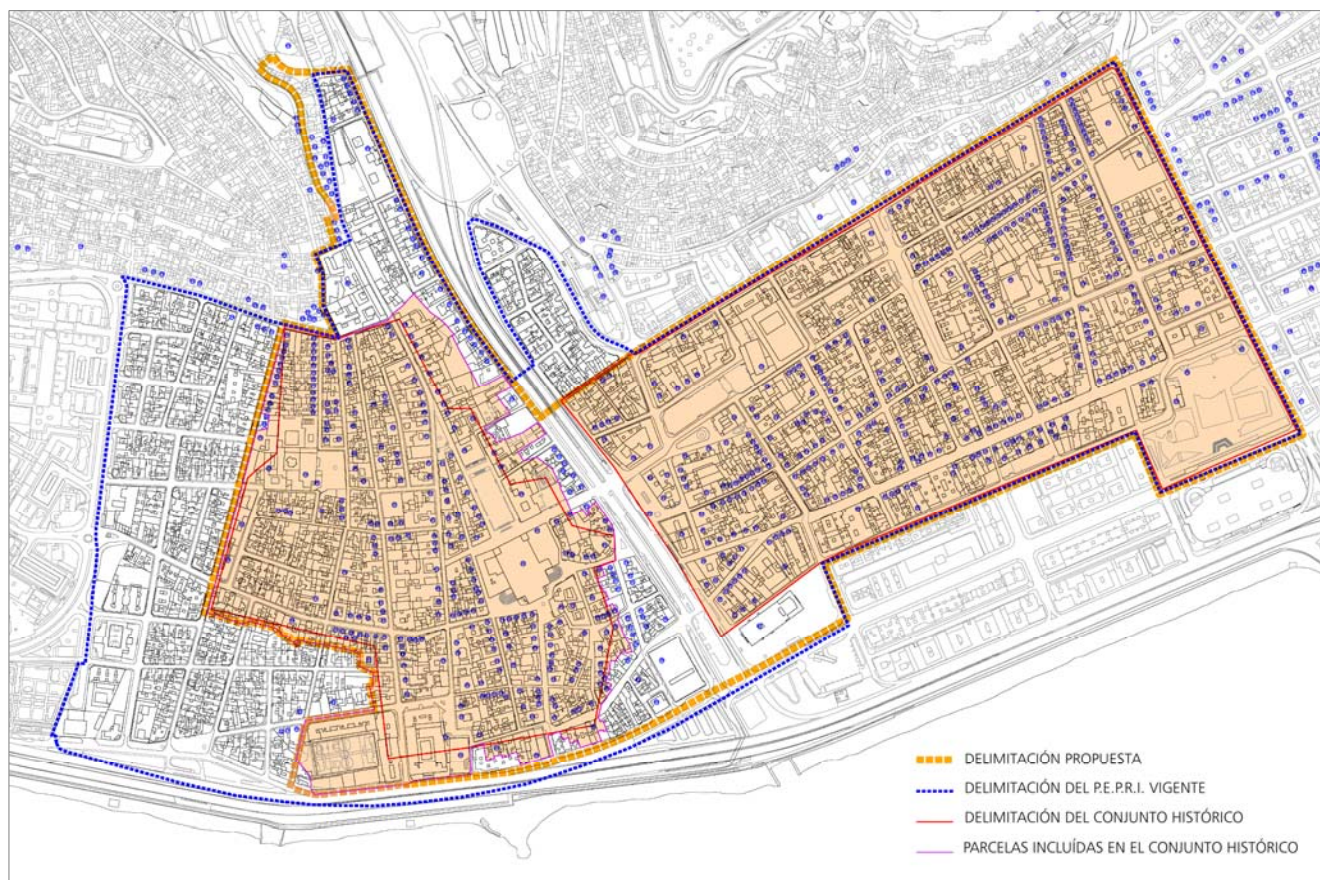 DELIMITACIÓN PROPUESTA
DELIMITACIÓN DEL P.E.P.R.I. VIGENTE
DELIMITACIÓN DEL CONJUNTO HISTÓRICO
PARCELAS INCLUÍDAS EN EL CONJUNTO HISTÓRICO